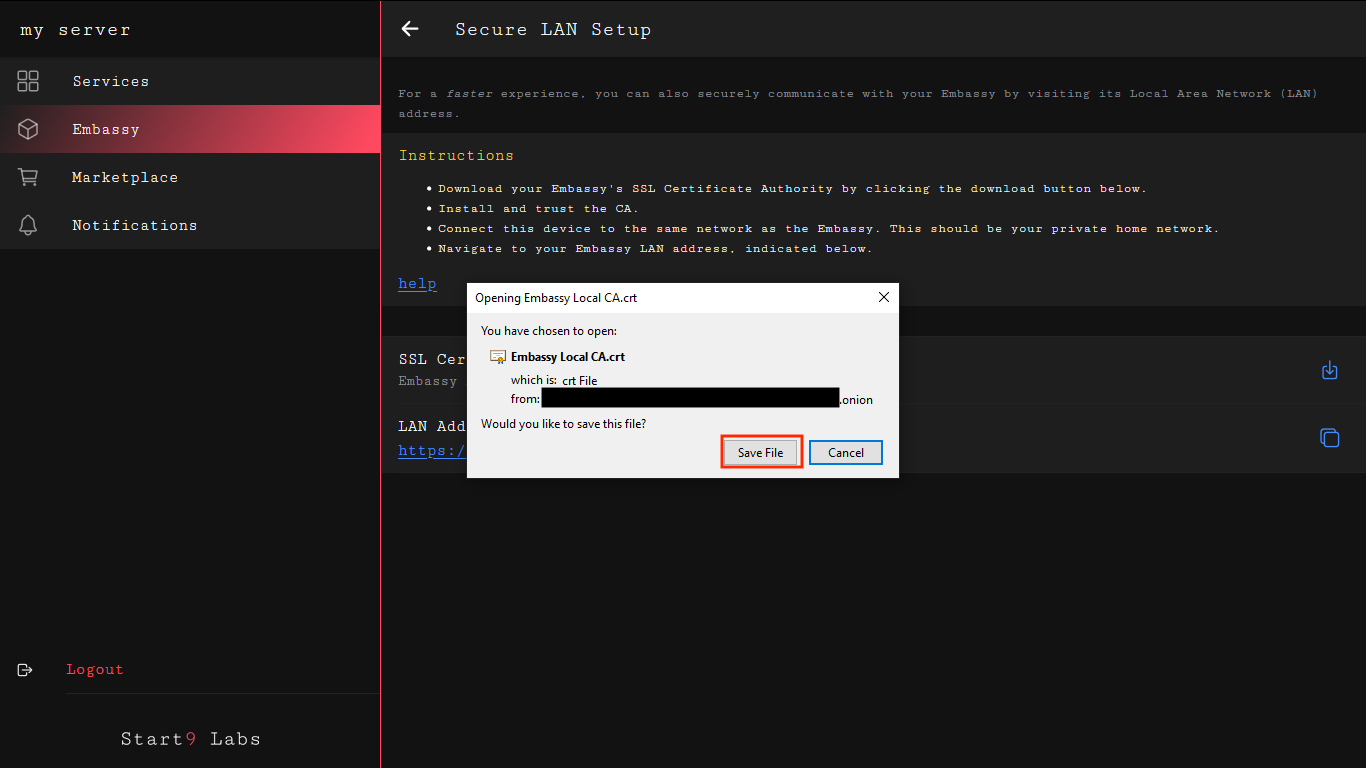 my server
Services
Embassy
Marketplace
Notifications
Logout
Start9 Labs
Secure LAN Setup
For a faster experience, you can also securely communicate with your Embassy by visiting its Local Area Network (LAN)
address.
Instructions
Download your Embassy's SSL Certificate Authority by clicking the download button below.
Install and trust the CA.
Connect this device to the same network as the Embassy. This should be your private home network.
Navigate to your Embassy LAN address, indicated below.
help
SSL Cer
Embassy
LAN Add
https:/
Opening Embassy Local CA.crt
You have chosen to open:
Embassy Local CA.crt
which is: crt File
from: .onion
Would you like to save this file?
Save File Cancel